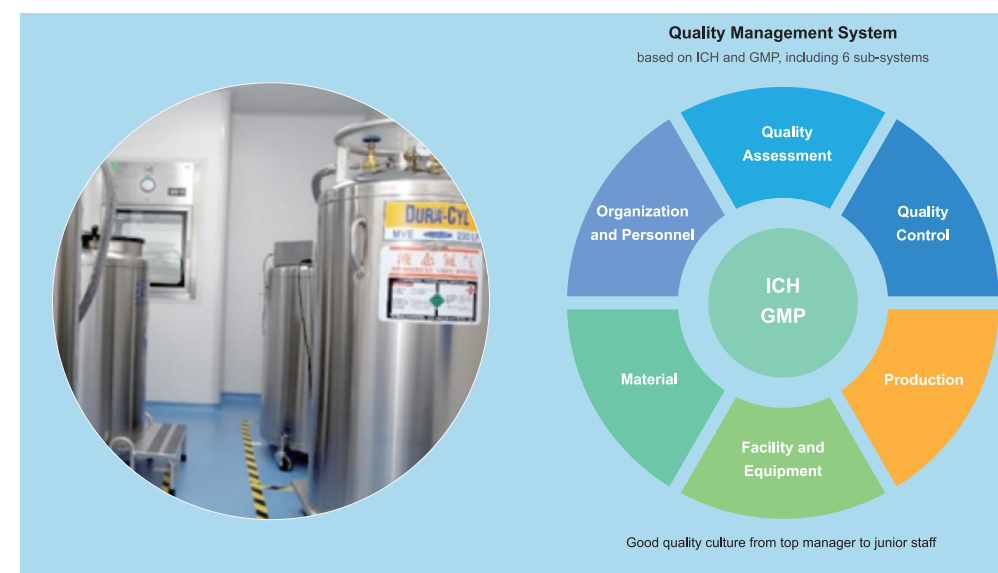 Quality Management System
based on ICH and GMP, including 6 sub-systems
Quality
Assessment
Organization
and Personnel
Quality
Control
ICH
GMP
Material
Production
Facility and
Equipment
Good quality culture from top manager to junior staff
DURA-CYL
MVE